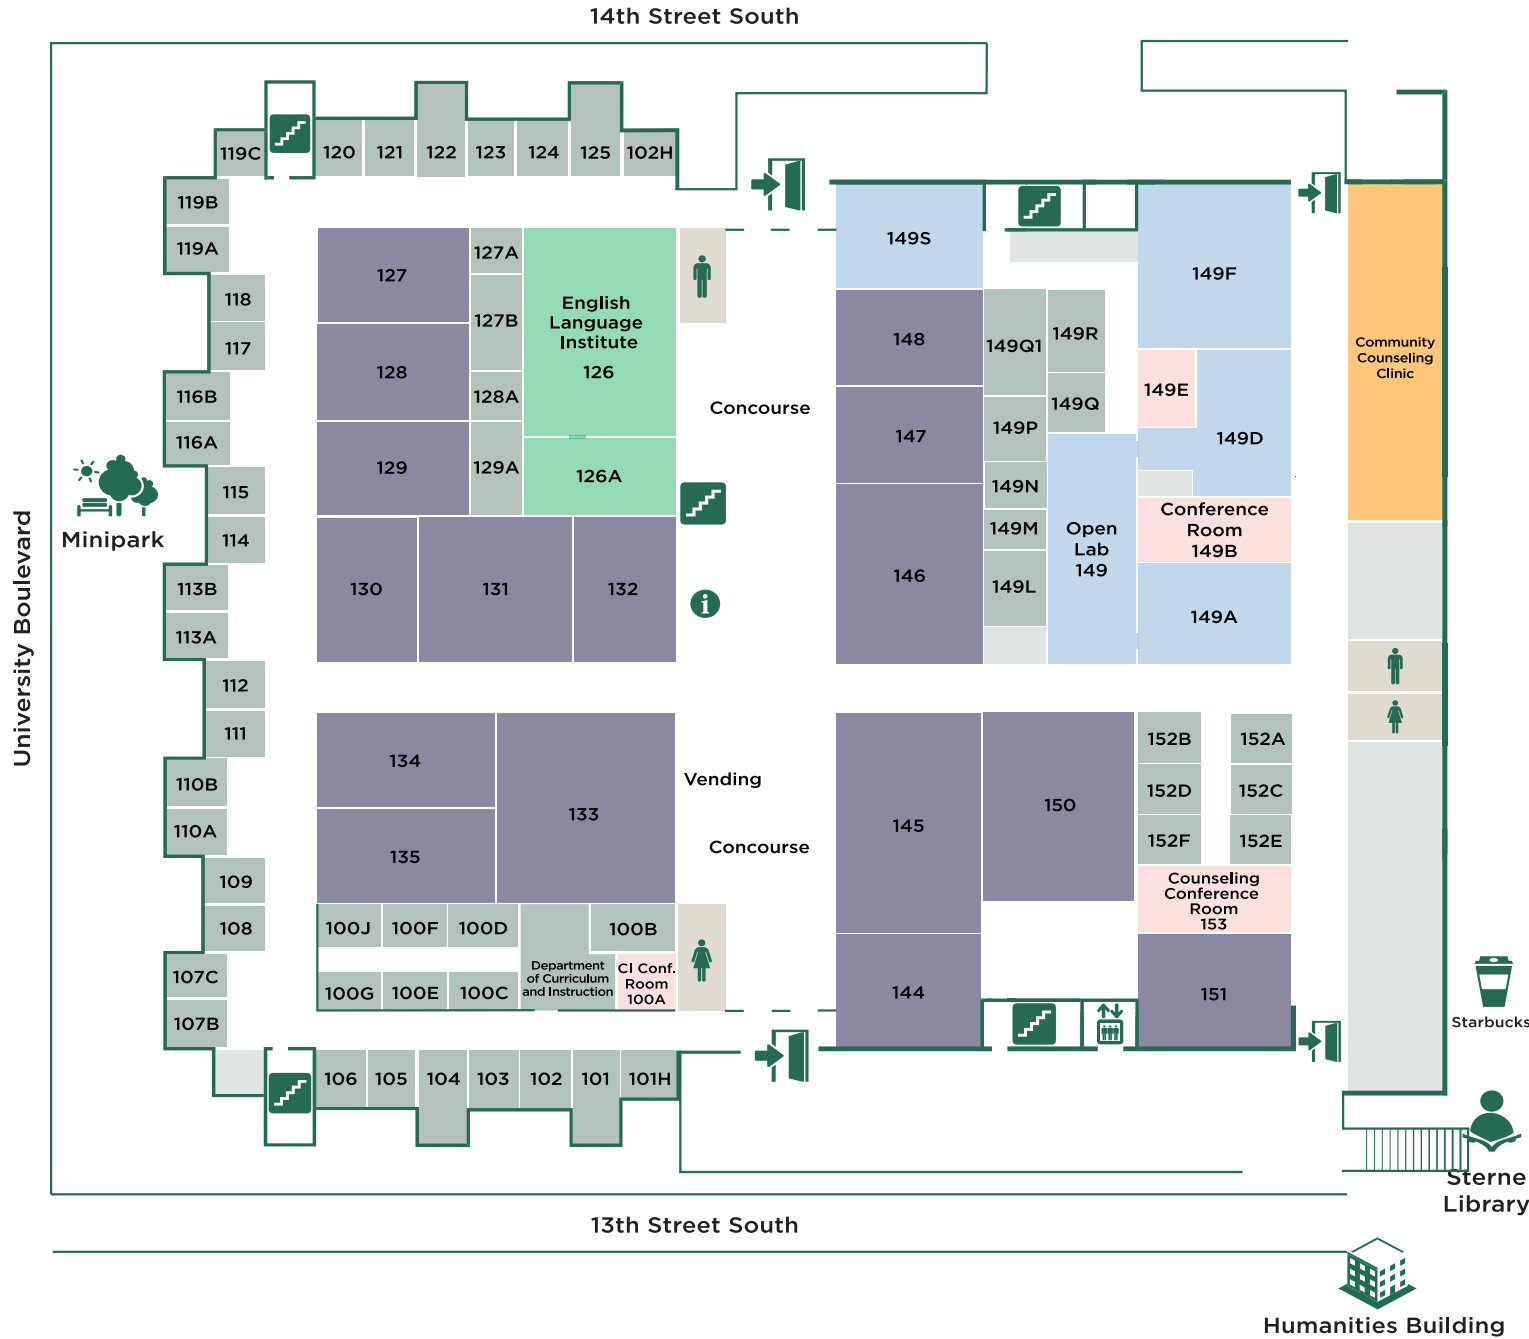 14th Street South
119C
120
121
122
123
124
125
102H
119B
119A
118
117
116B
116A
115
114
113B
113A
112
111
110B
110A
109
108
107C
107B
University Boulevard
Minipark
127
127A
127B
128
128A
129
129A
English
Language
Institute
126
126A
130
131
132
Concourse
i
149S
148
147
146
149Q1
149R
149Q
149P
149N
149M
149L
Open
Lab
149
149F
149E
149D
Conference
Room
149B
149A
Community
Counseling
Clinic
134
135
133
Vending
Concourse
145
144
150
152B
152A
152D
152C
152F
152E
Counseling
Conference
Room
153
151
100J
100F
100D
100B
100G
100E
100C
Department
of Curriculum
and Instruction
CI Conf.
Room
100A
106
105
104
103
102
101
101H
Starbucks
Sterne
Library
13th Street South
Humanities Building